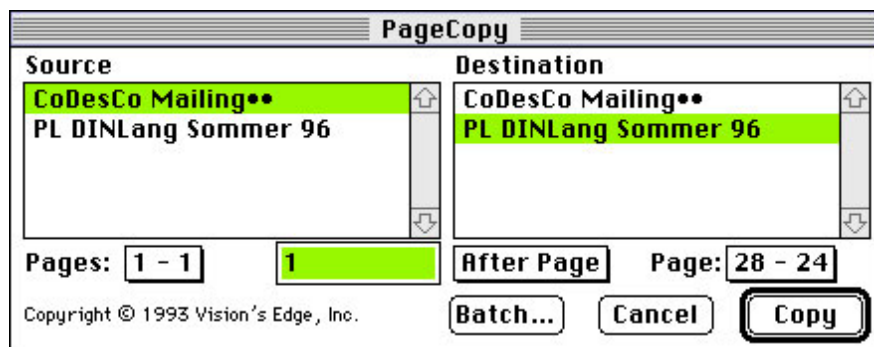 PageCopy
Source
Destination
CoDesCo Mailing••
PL DINLang Sommer 96
CoDesCo Mailing••
PL DINLang Sommer 96
Pages: 1 - 1
1
After Page
Page: 28 - 24
Copyright © 1993 Vision's Edge, Inc.
Batch...
Cancel
Copy